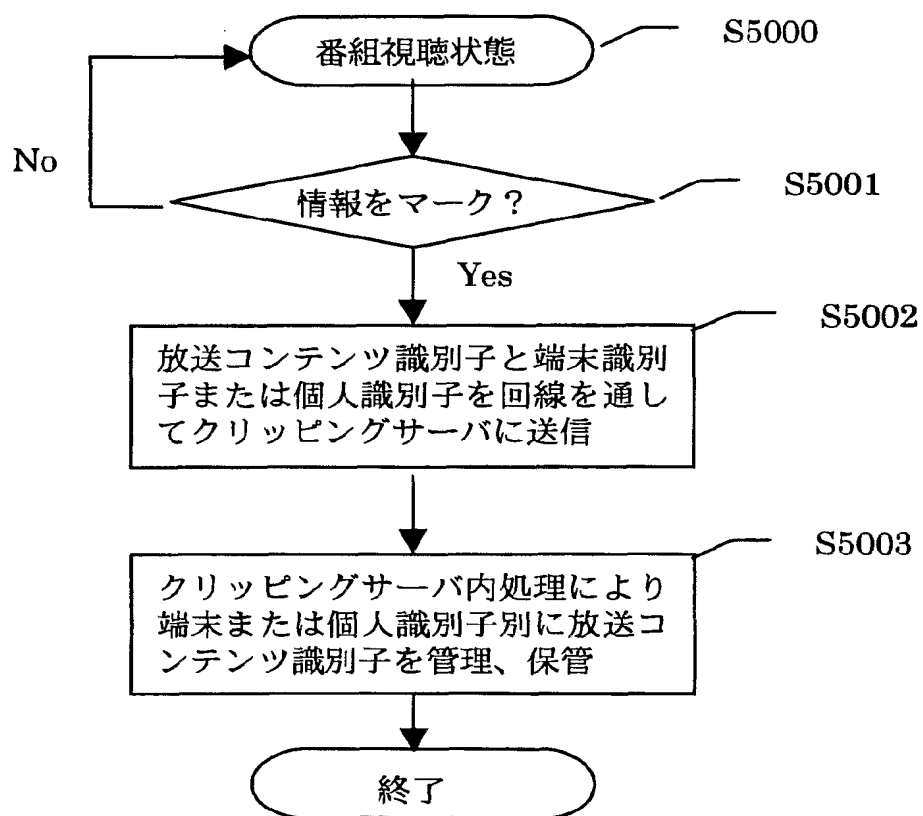 番組視聴状態
S5000
No
情報をマーク?
S5001
Yes
S5002
放送コンテンツ識別子と端末識別
子または個人識別子を回線を通し
てクリッピングサーバに送信
S5003
クリッピングサーバ内処理により
端末または個人識別子別に放送コ
ンテンツ識別子を管理、保管
終了